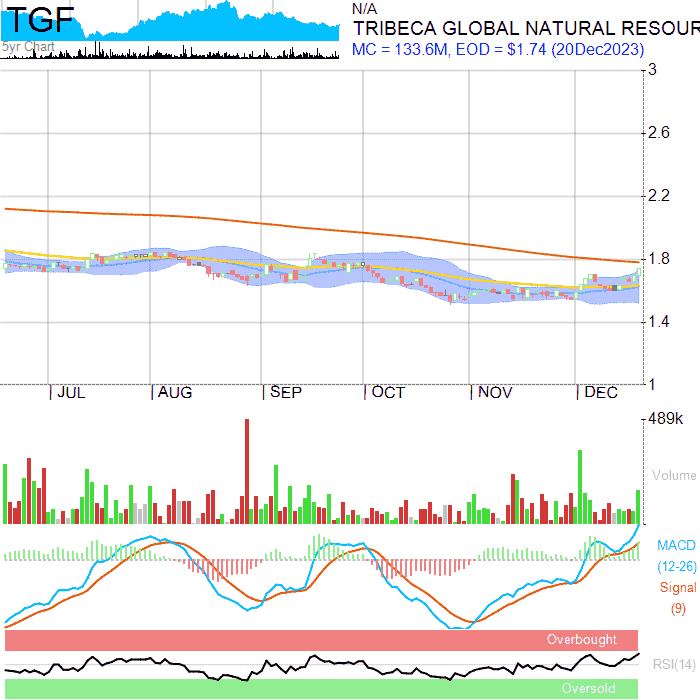 TGF
5yr Chart
N/A
TRIBECA GLOBAL NATURAL RESOUR
MC = 133.6M, EOD = $1.74 (20Dec2023)
3
2.6
2.2
1.8
1.4
1
JUL
AUG
SEP
OCT
NOV
DEC
489k
Volume
MACD
(12-26)
Signal
(9)
Overbought
RSI(14)
Oversold